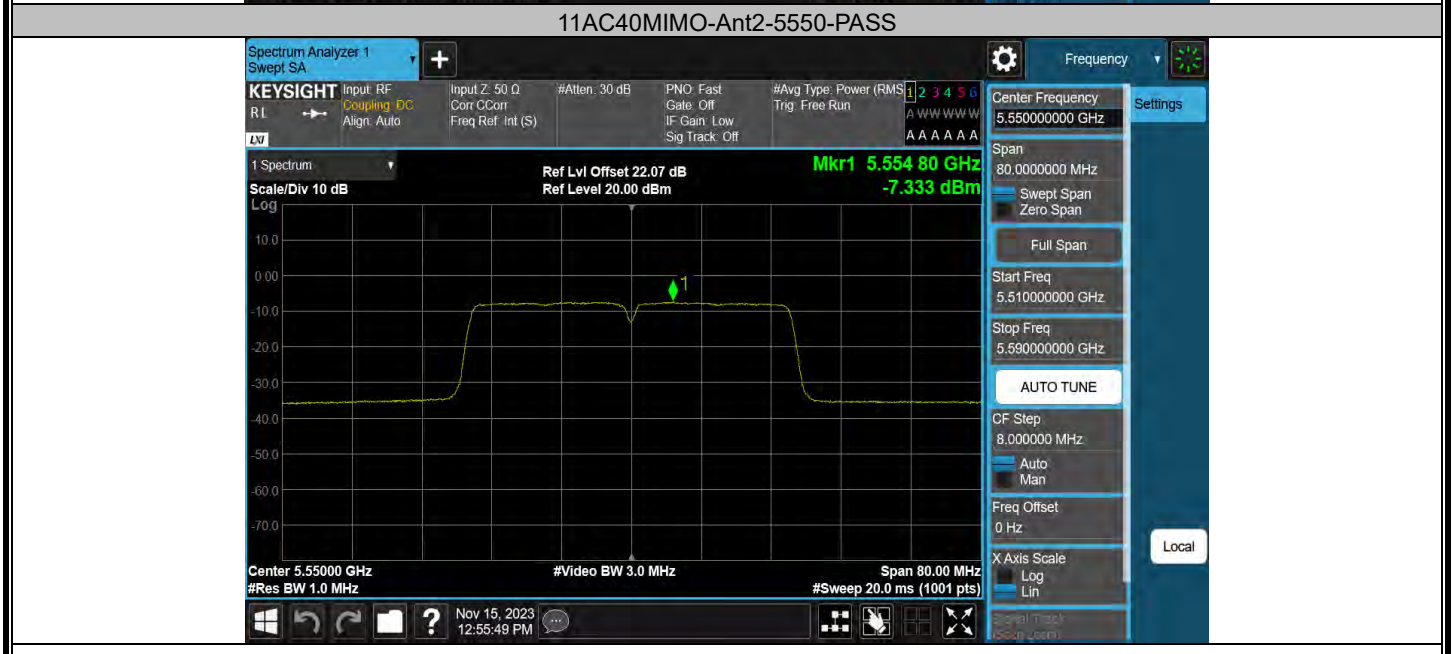 11AC40MIMO-Ant2-5550-PASS
Spectrum Analyzer 1
Swept SA
+
Frequency
KEYSIGHT
RL
LXI
Input: RF
Coupling: DC
Align: Auto
Input Z: 50 Ω
Corr CCorr
Freq Ref: Int (S)
#Atten: 30 dB
PNO: Fast
Gate: Off
IF Gain: Low
Sig Track: Off
#Avg Type: Power (RMS
Trig: Free Run
1 2 3 4 5 6
A W W W W W
A A A A A A
1 Spectrum
Scale/Div 10 dB
Log
Ref Lvl Offset 22.07 dB
Ref Level 20.00 dBm
Mkr1 5.554 80 GHz
-7.333 dBm
10.0
0.00
-10.0
-20.0
-30.0
-40.0
-50.0
-60.0
-70.0
1
Center 5.55000 GHz
#Res BW 1.0 MHz
#Video BW 3.0 MHz
Span 80.00 MHz
#Sweep 20.0 ms (1001 pts)
Center Frequency
5.550000000 GHz
Settings
Span
80.0000000 MHz
Swept Span
Zero Span
Full Span
Start Freq
5.510000000 GHz
Stop Freq
5.590000000 GHz
AUTO TUNE
CF Step
8.000000 MHz
Auto
Man
Freq Offset
0 Hz
X Axis Scale
Log
Lin
Signal Track
(Span Zoom)
Local
?
Nov 15, 2023
12:55:49 PM